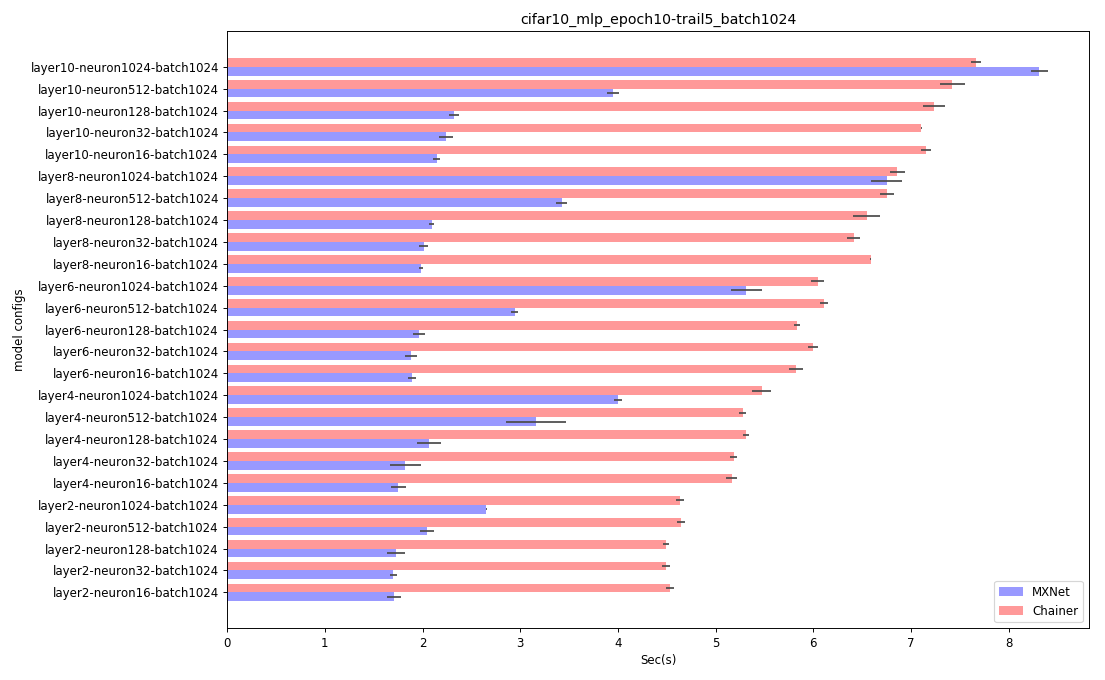 cifar10_mlp_epoch10-trail5_batch1024
model configs
layer10-neuron1024-batch1024
layer10-neuron512-batch1024
layer10-neuron128-batch1024
layer10-neuron32-batch1024
layer10-neuron16-batch1024
layer8-neuron1024-batch1024
layer8-neuron512-batch1024
layer8-neuron128-batch1024
layer8-neuron32-batch1024
layer8-neuron16-batch1024
layer6-neuron1024-batch1024
layer6-neuron512-batch1024
layer6-neuron128-batch1024
layer6-neuron32-batch1024
layer6-neuron16-batch1024
layer4-neuron1024-batch1024
layer4-neuron512-batch1024
layer4-neuron128-batch1024
layer4-neuron32-batch1024
layer4-neuron16-batch1024
layer2-neuron1024-batch1024
layer2-neuron512-batch1024
layer2-neuron128-batch1024
layer2-neuron32-batch1024
layer2-neuron16-batch1024
MXNet
Chainer
0 1 2 3 4 5 6 7 8
Sec(s)